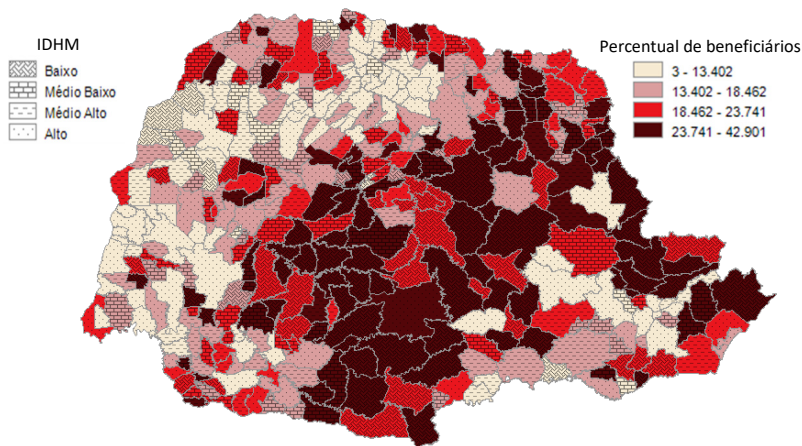 IDHM
Baixo
Médio Baixo
Médio Alto
Alto
Percentual de beneficiários
3 - 13.402
13.402 - 18.462
18.462 - 23.741
23.741 - 42.901